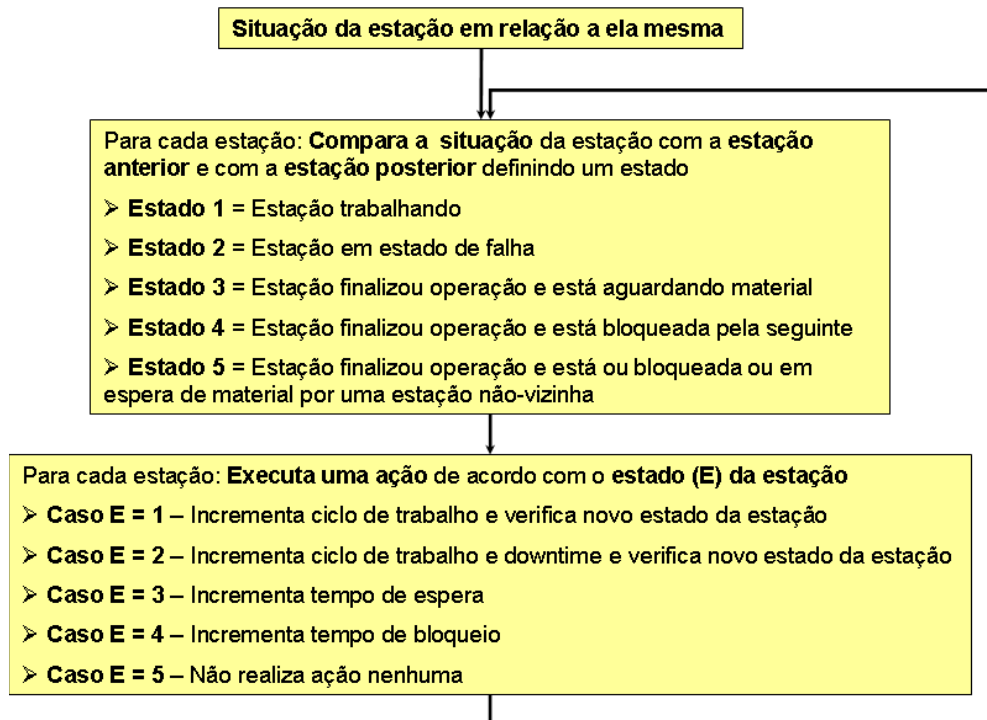 Situação da estação em relação a ela mesma
Para cada estação: Compara a situação da estação com a estação
anterior e com a estação posterior definindo um estado
➢ Estado 1 = Estação trabalhando
➢ Estado 2 = Estação em estado de falha
➢ Estado 3 = Estação finalizou operação e está aguardando material
➢ Estado 4 = Estação finalizou operação e está bloqueada pela seguinte
➢ Estado 5 = Estação finalizou operação e está ou bloqueada ou em
espera de material por uma estação não-vizinha
Para cada estação: Executa uma ação de acordo com o estado (E) da estação
➢ Caso E = 1 – Incrementa ciclo de trabalho e verifica novo estado da estação
➢ Caso E = 2 – Incrementa ciclo de trabalho e downtime e verifica novo estado da estação
➢ Caso E = 3 – Incrementa tempo de espera
➢ Caso E = 4 – Incrementa tempo de bloqueio
➢ Caso E = 5 – Não realiza ação nenhuma